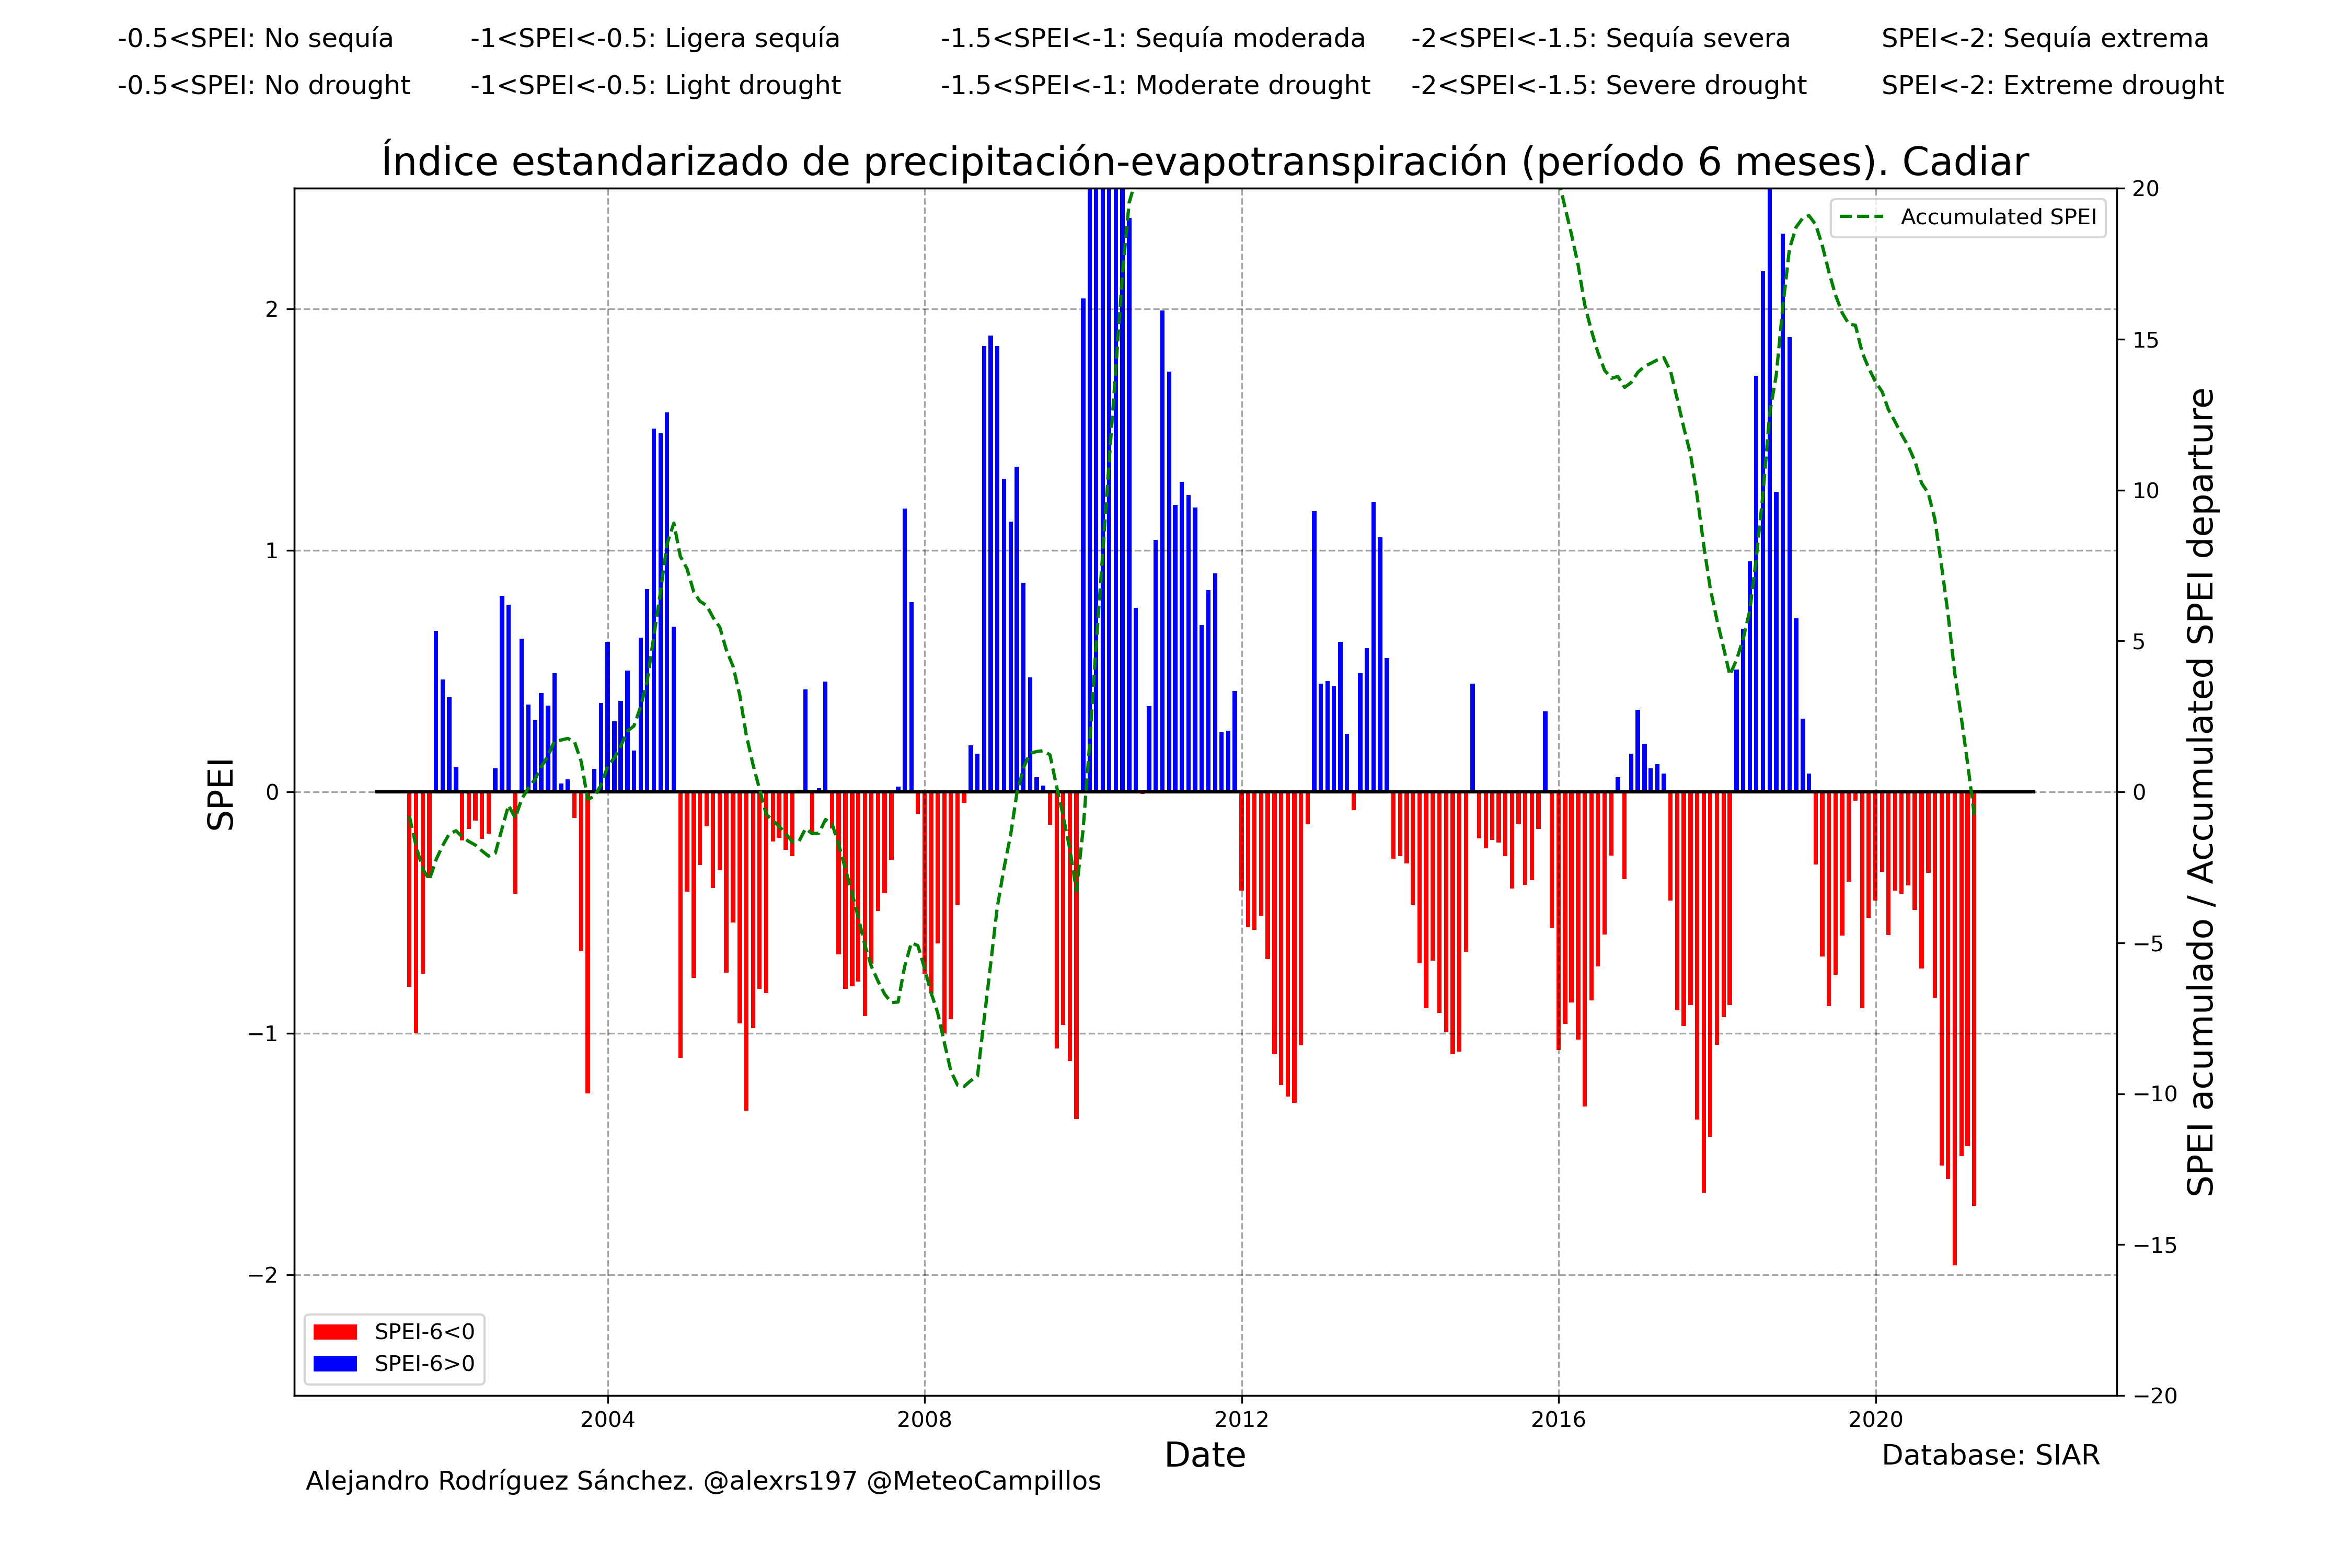 -0.5<SPEI: No sequía -1<SPEI<-0.5: Ligera sequía -1.5<SPEI<-1: Sequía moderada -2<SPEI<-1.5: Sequía severa SPEI<-2: Sequía extrema
-0.5<SPEI: No drought -1<SPEI<-0.5: Light drought -1.5<SPEI<-1: Moderate drought -2<SPEI<-1.5: Severe drought SPEI<-2: Extreme drought
Índice estandarizado de precipitación-evapotranspiración (período 6 meses). Cadiar
Accumulated SPEI
SPEI
2
1
0
−1
−2
20
15
10
5
0
−5
−10
−15
−20
SPEI acumulado / Accumulated SPEI departure
SPEI-6<0
SPEI-6>0
2004 2008 2012 2016 2020
Date
Database: SIAR
Alejandro Rodríguez Sánchez. @alexrs197 @MeteoCampillos